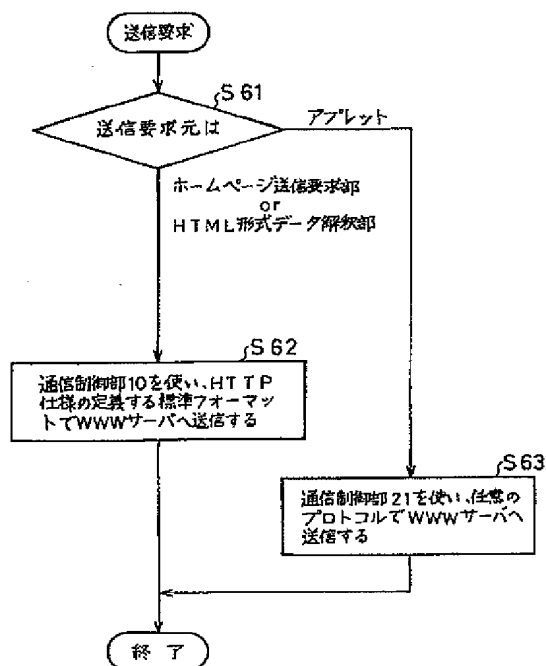 送信要求
S61
送信要求元は
アプレット
ホームページ送信要求部
or
HTML形式データ解釈部
S62
通信制御部10を使い、HTTP
仕様の定義する標準フォーマッ
トでWWWサーバへ送信する
S63
通信制御部21を使い、任意の
プロトコルでWWWサーバへ
送信する
終了